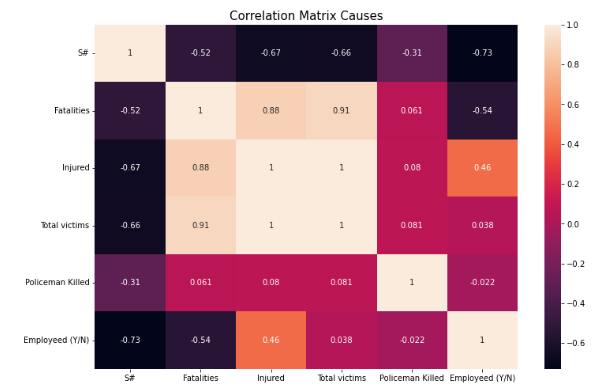 Correlation Matrix Causes
S# 1 -0.52 -0.67 -0.66 -0.31 -0.73
Fatalities -0.52 1 0.88 0.91 0.061 -0.54
Injured -0.67 0.88 1 1 0.08 0.46
Total victims -0.66 0.91 1 1 0.081 0.038
Policeman Killed -0.31 0.061 0.08 0.081 1 -0.022
Employeed (Y/N) -0.73 -0.54 0.46 0.038 -0.022 1
S# Fatalities Injured Total victims Policeman Killed Employeed (Y/N)
1.0
0.8
0.6
0.4
0.2
0.0
−0.2
−0.4
−0.6